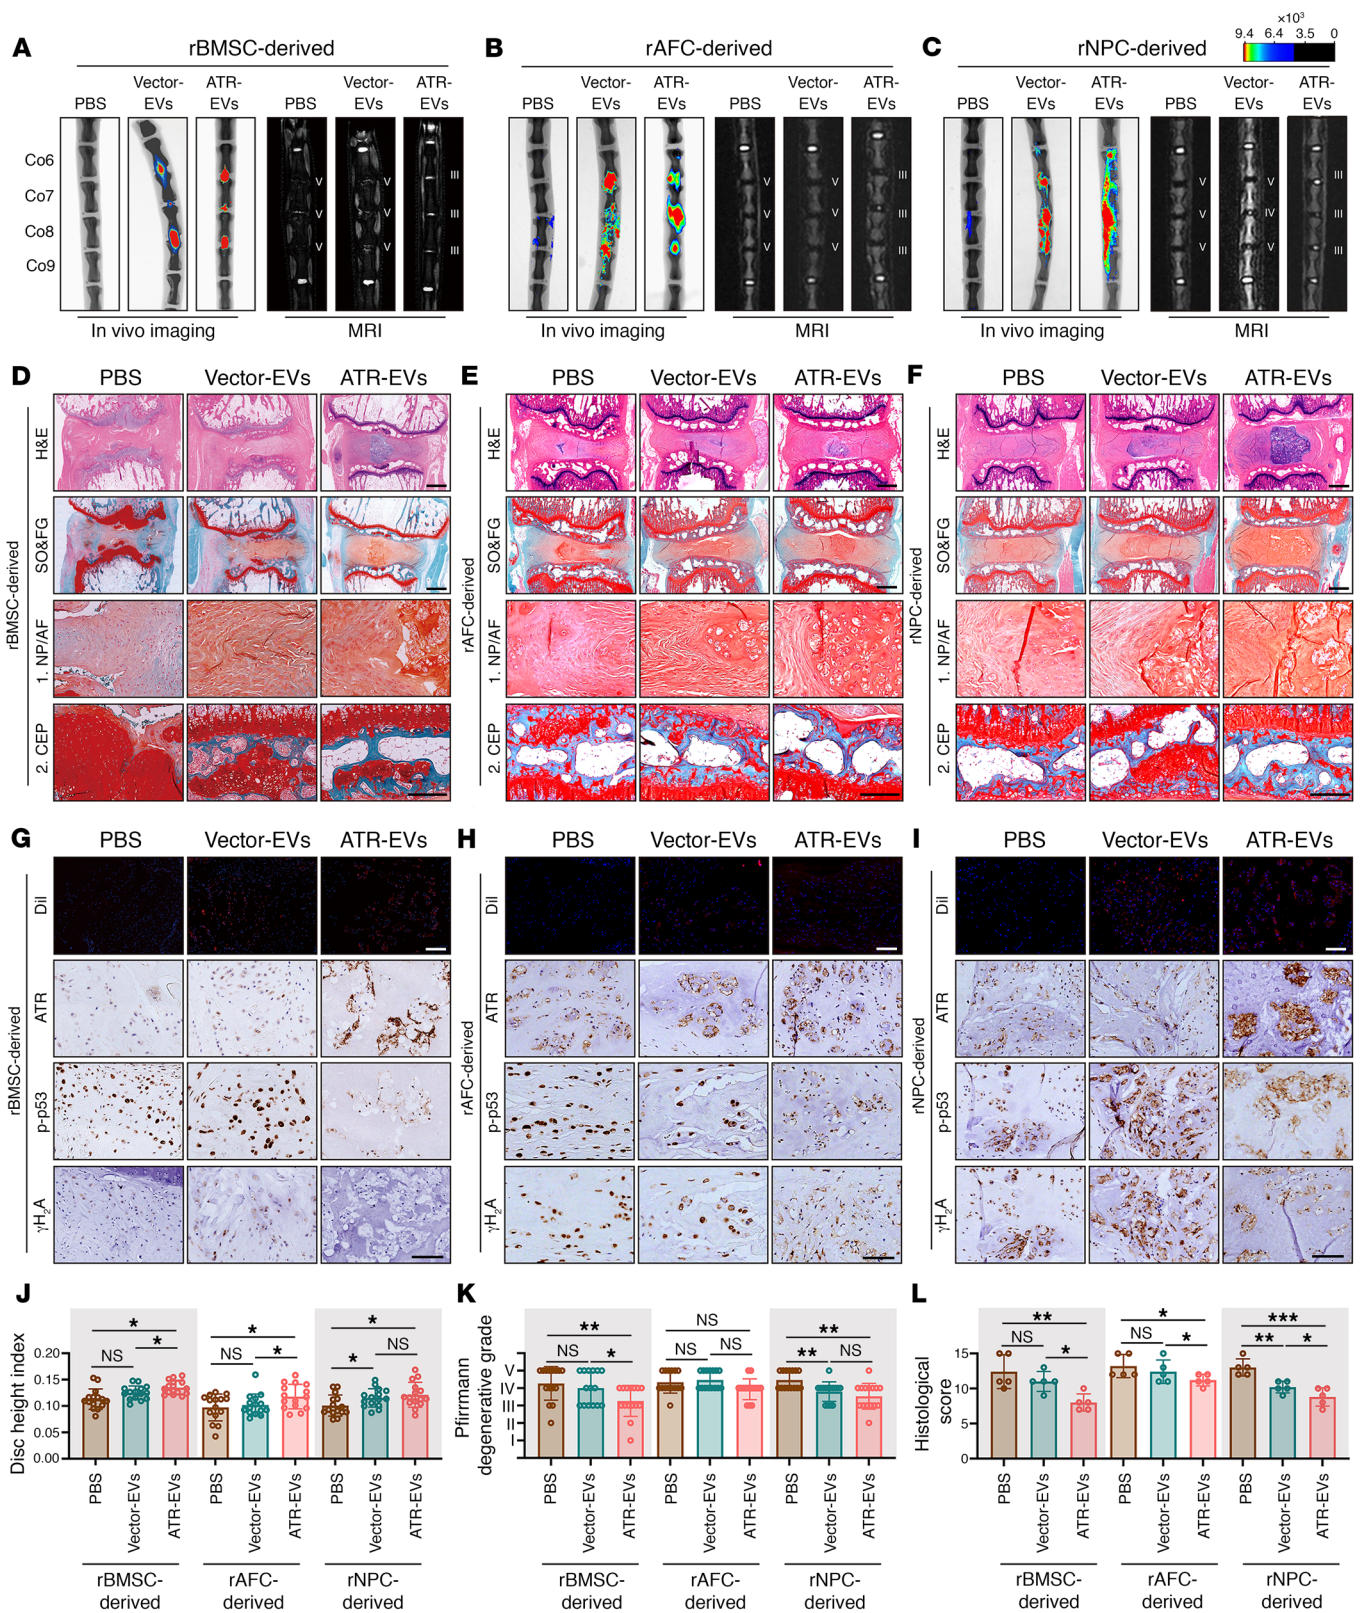 ×10³
9.4 6.4 3.5 0
A rBMSC-derived
PBS Vector-EVs ATR-EVs PBS Vector-EVs ATR-EVs
Co6
Co7
Co8
Co9
V III
V III
V III
In vivo imaging MRI
B rAFC-derived
PBS Vector-EVs ATR-EVs PBS Vector-EVs ATR-EVs
V V III
V V III
V V III
In vivo imaging MRI
C rNPC-derived
PBS Vector-EVs ATR-EVs PBS Vector-EVs ATR-EVs
V V III
V IV III
V V III
In vivo imaging MRI
D PBS Vector-EVs ATR-EVs
rBMSC-derived
H&E
SO&FG
1. NP/AF
2. CEP
E PBS Vector-EVs ATR-EVs
rAFC-derived
H&E
SO&FG
1. NP/AF
2. CEP
F PBS Vector-EVs ATR-EVs
rNPC-derived
H&E
SO&FG
1. NP/AF
2. CEP
G PBS Vector-EVs ATR-EVs
rBMSC-derived
Dil
ATR
p-p53
γH₂A
H PBS Vector-EVs ATR-EVs
rAFC-derived
Dil
ATR
p-p53
γH₂A
I PBS Vector-EVs ATR-EVs
rNPC-derived
Dil
ATR
p-p53
γH₂A
J
Disc height index
0.20
0.15
0.10
0.05
0.00
* * *
NS * NS * * NS
PBS Vector-EVs ATR-EVs PBS Vector-EVs ATR-EVs PBS Vector-EVs ATR-EVs
rBMSC-derived rAFC-derived rNPC-derived
K
Pfirrmann degenerative grade
V
IV
III
II
I
** NS **
NS * NS NS ** NS
PBS Vector-EVs ATR-EVs PBS Vector-EVs ATR-EVs PBS Vector-EVs ATR-EVs
rBMSC-derived rAFC-derived rNPC-derived
L
Histological score
15
10
5
0
** * ***
NS * NS * ** *
PBS Vector-EVs ATR-EVs PBS Vector-EVs ATR-EVs PBS Vector-EVs ATR-EVs
rBMSC-derived rAFC-derived rNPC-derived